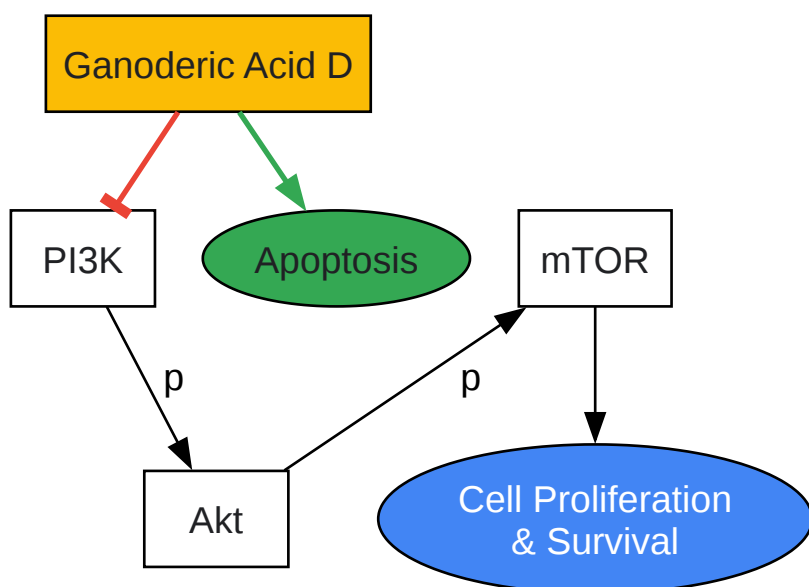 Ganoderic Acid D
PI3K
Apoptosis
mTOR
p
p
Akt
Cell Proliferation
& Survival